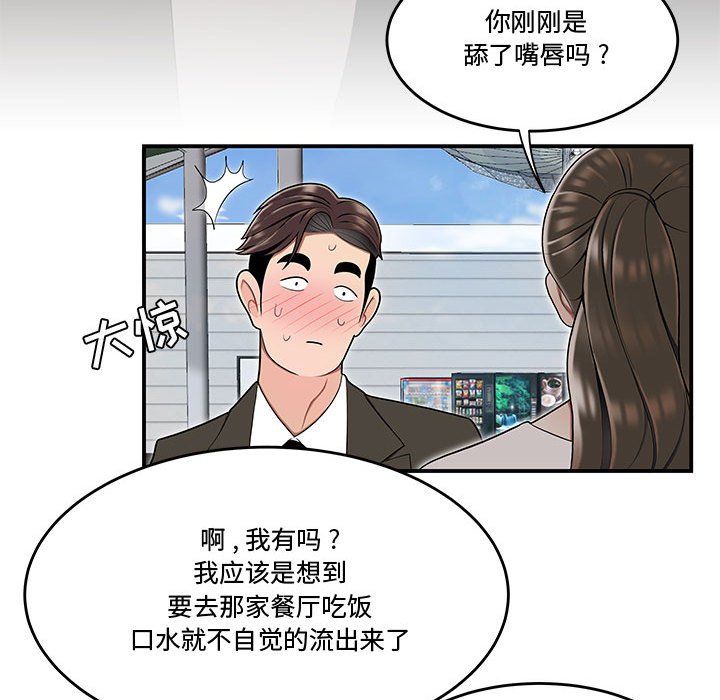 你刚刚是
舔了嘴唇吗？
大惊
啊，我有吗？
我应该是想到
要去那家餐厅吃饭
口水就不自觉的流出来了